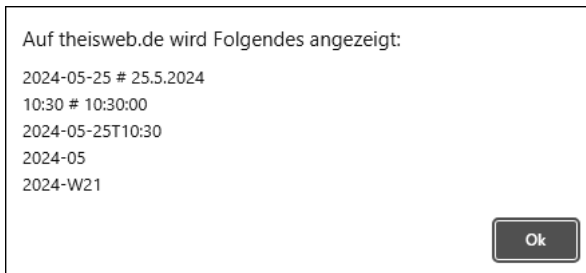 Auf theisweb.de wird Folgendes angezeigt:
2024-05-25 # 25.5.2024
10:30 # 10:30:00
2024-05-25T10:30
2024-05
2024-W21
Ok